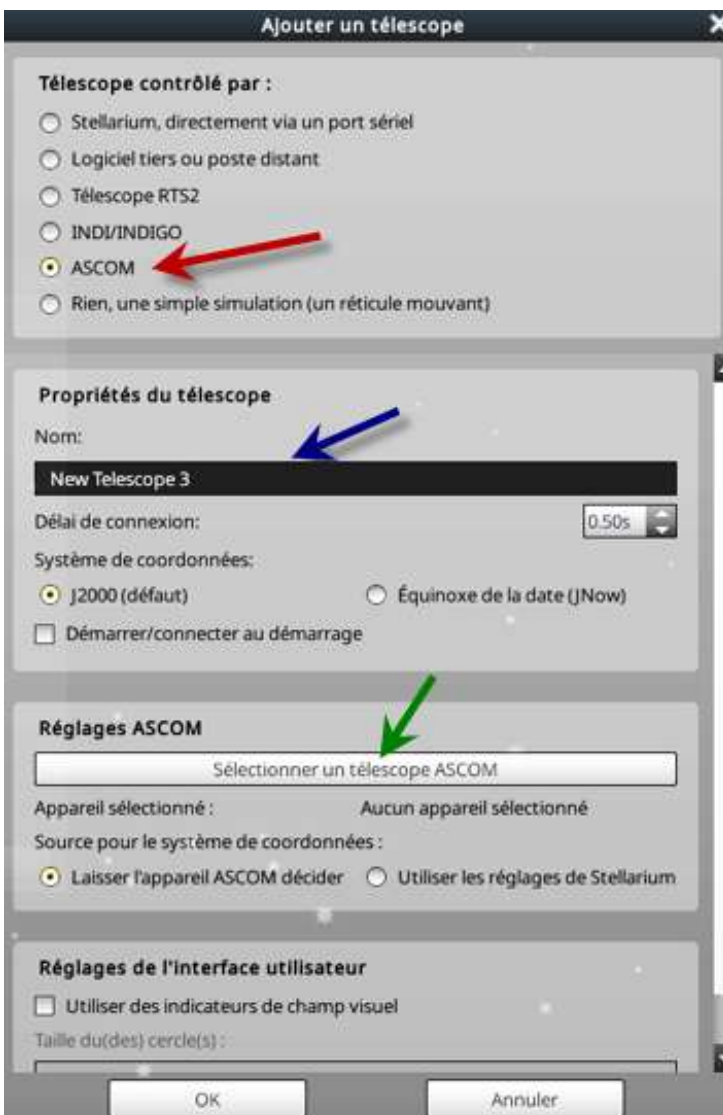 Ajouter un télescope
Télescope contrôlé par :
Stellarium, directement via un port sériel
Logiciel tiers ou poste distant
Télescope RTS2
INDI/INDIGO
ASCOM
Rien, une simple simulation (un réticule mouvant)
Propriétés du télescope
Nom:
New Telescope 3
Délai de connexion: 0.50s
Système de coordonnées:
J2000 (défaut) Équinoxe de la date (JNow)
Démarrer/connecter au démarrage
Réglages ASCOM
Sélectionner un télescope ASCOM
Appareil sélectionné : Aucun appareil sélectionné
Source pour le système de coordonnées :
Laisser l'appareil ASCOM décider Utiliser les réglages de Stellarium
Réglages de l'interface utilisateur
Utiliser des indicateurs de champ visuel
Taille du(des) cercle(s) :
OK Annuler